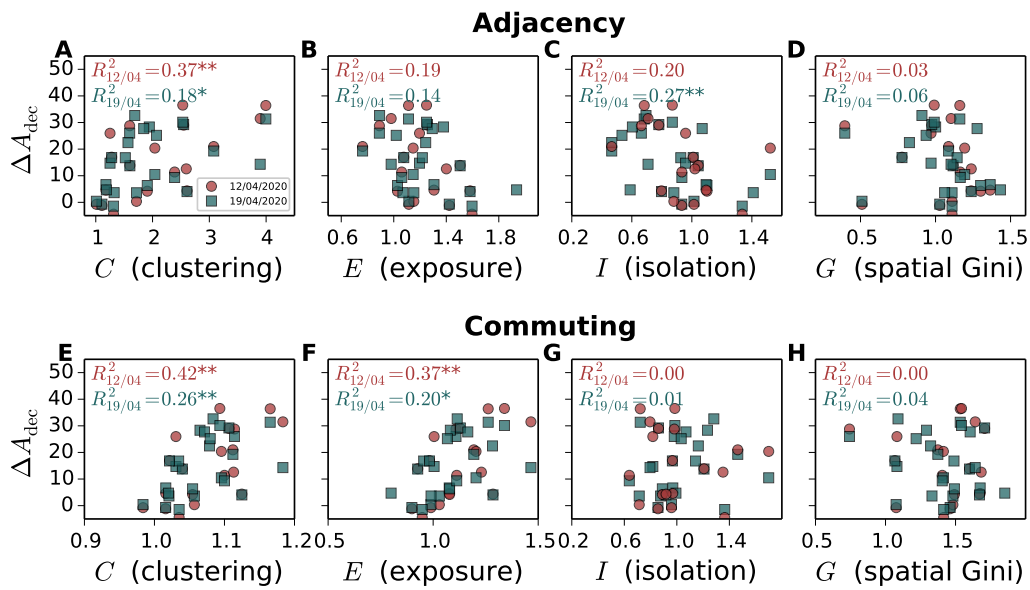 Adjacency
A B C D
R²12/04=0.37** R²12/04=0.19 R²12/04=0.20 R²12/04=0.03
R²19/04=0.18* R²19/04=0.14 R²19/04=0.27** R²19/04=0.06
50
40
30
20
10
0
ΔAdec
12/04/2020
19/04/2020
1 2 3 4 0.6 1.0 1.4 1.8 0.2 0.6 1.0 1.4 0.5 1.0 1.5
C (clustering) E (exposure) I (isolation) G (spatial Gini)
Commuting
E F G H
R²12/04=0.42** R²12/04=0.37** R²12/04=0.00 R²12/04=0.00
R²19/04=0.26** R²19/04=0.20* R²19/04=0.01 R²19/04=0.04
50
40
30
20
10
0
ΔAdec
0.9 1.0 1.1 1.2 0.5 1.0 1.5 0.2 0.6 1.0 1.4 0.5 1.0 1.5
C (clustering) E (exposure) I (isolation) G (spatial Gini)